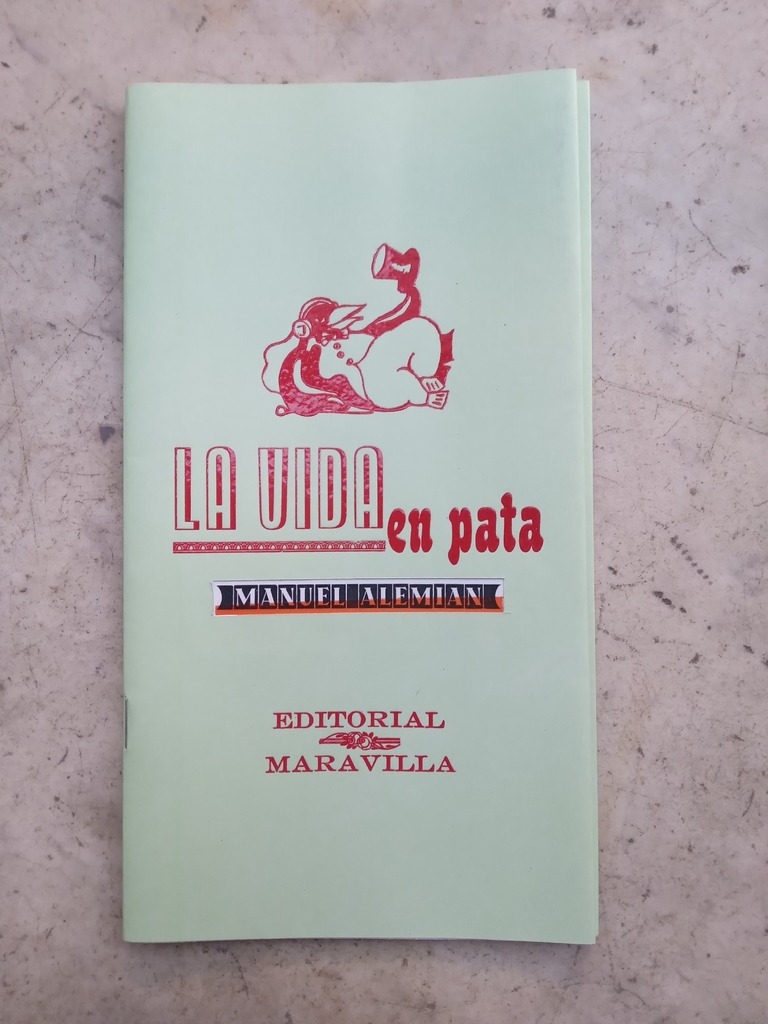 LA VIDA en pata
MANUEL ALEMIAN
EDITORIAL
MARAVILLA